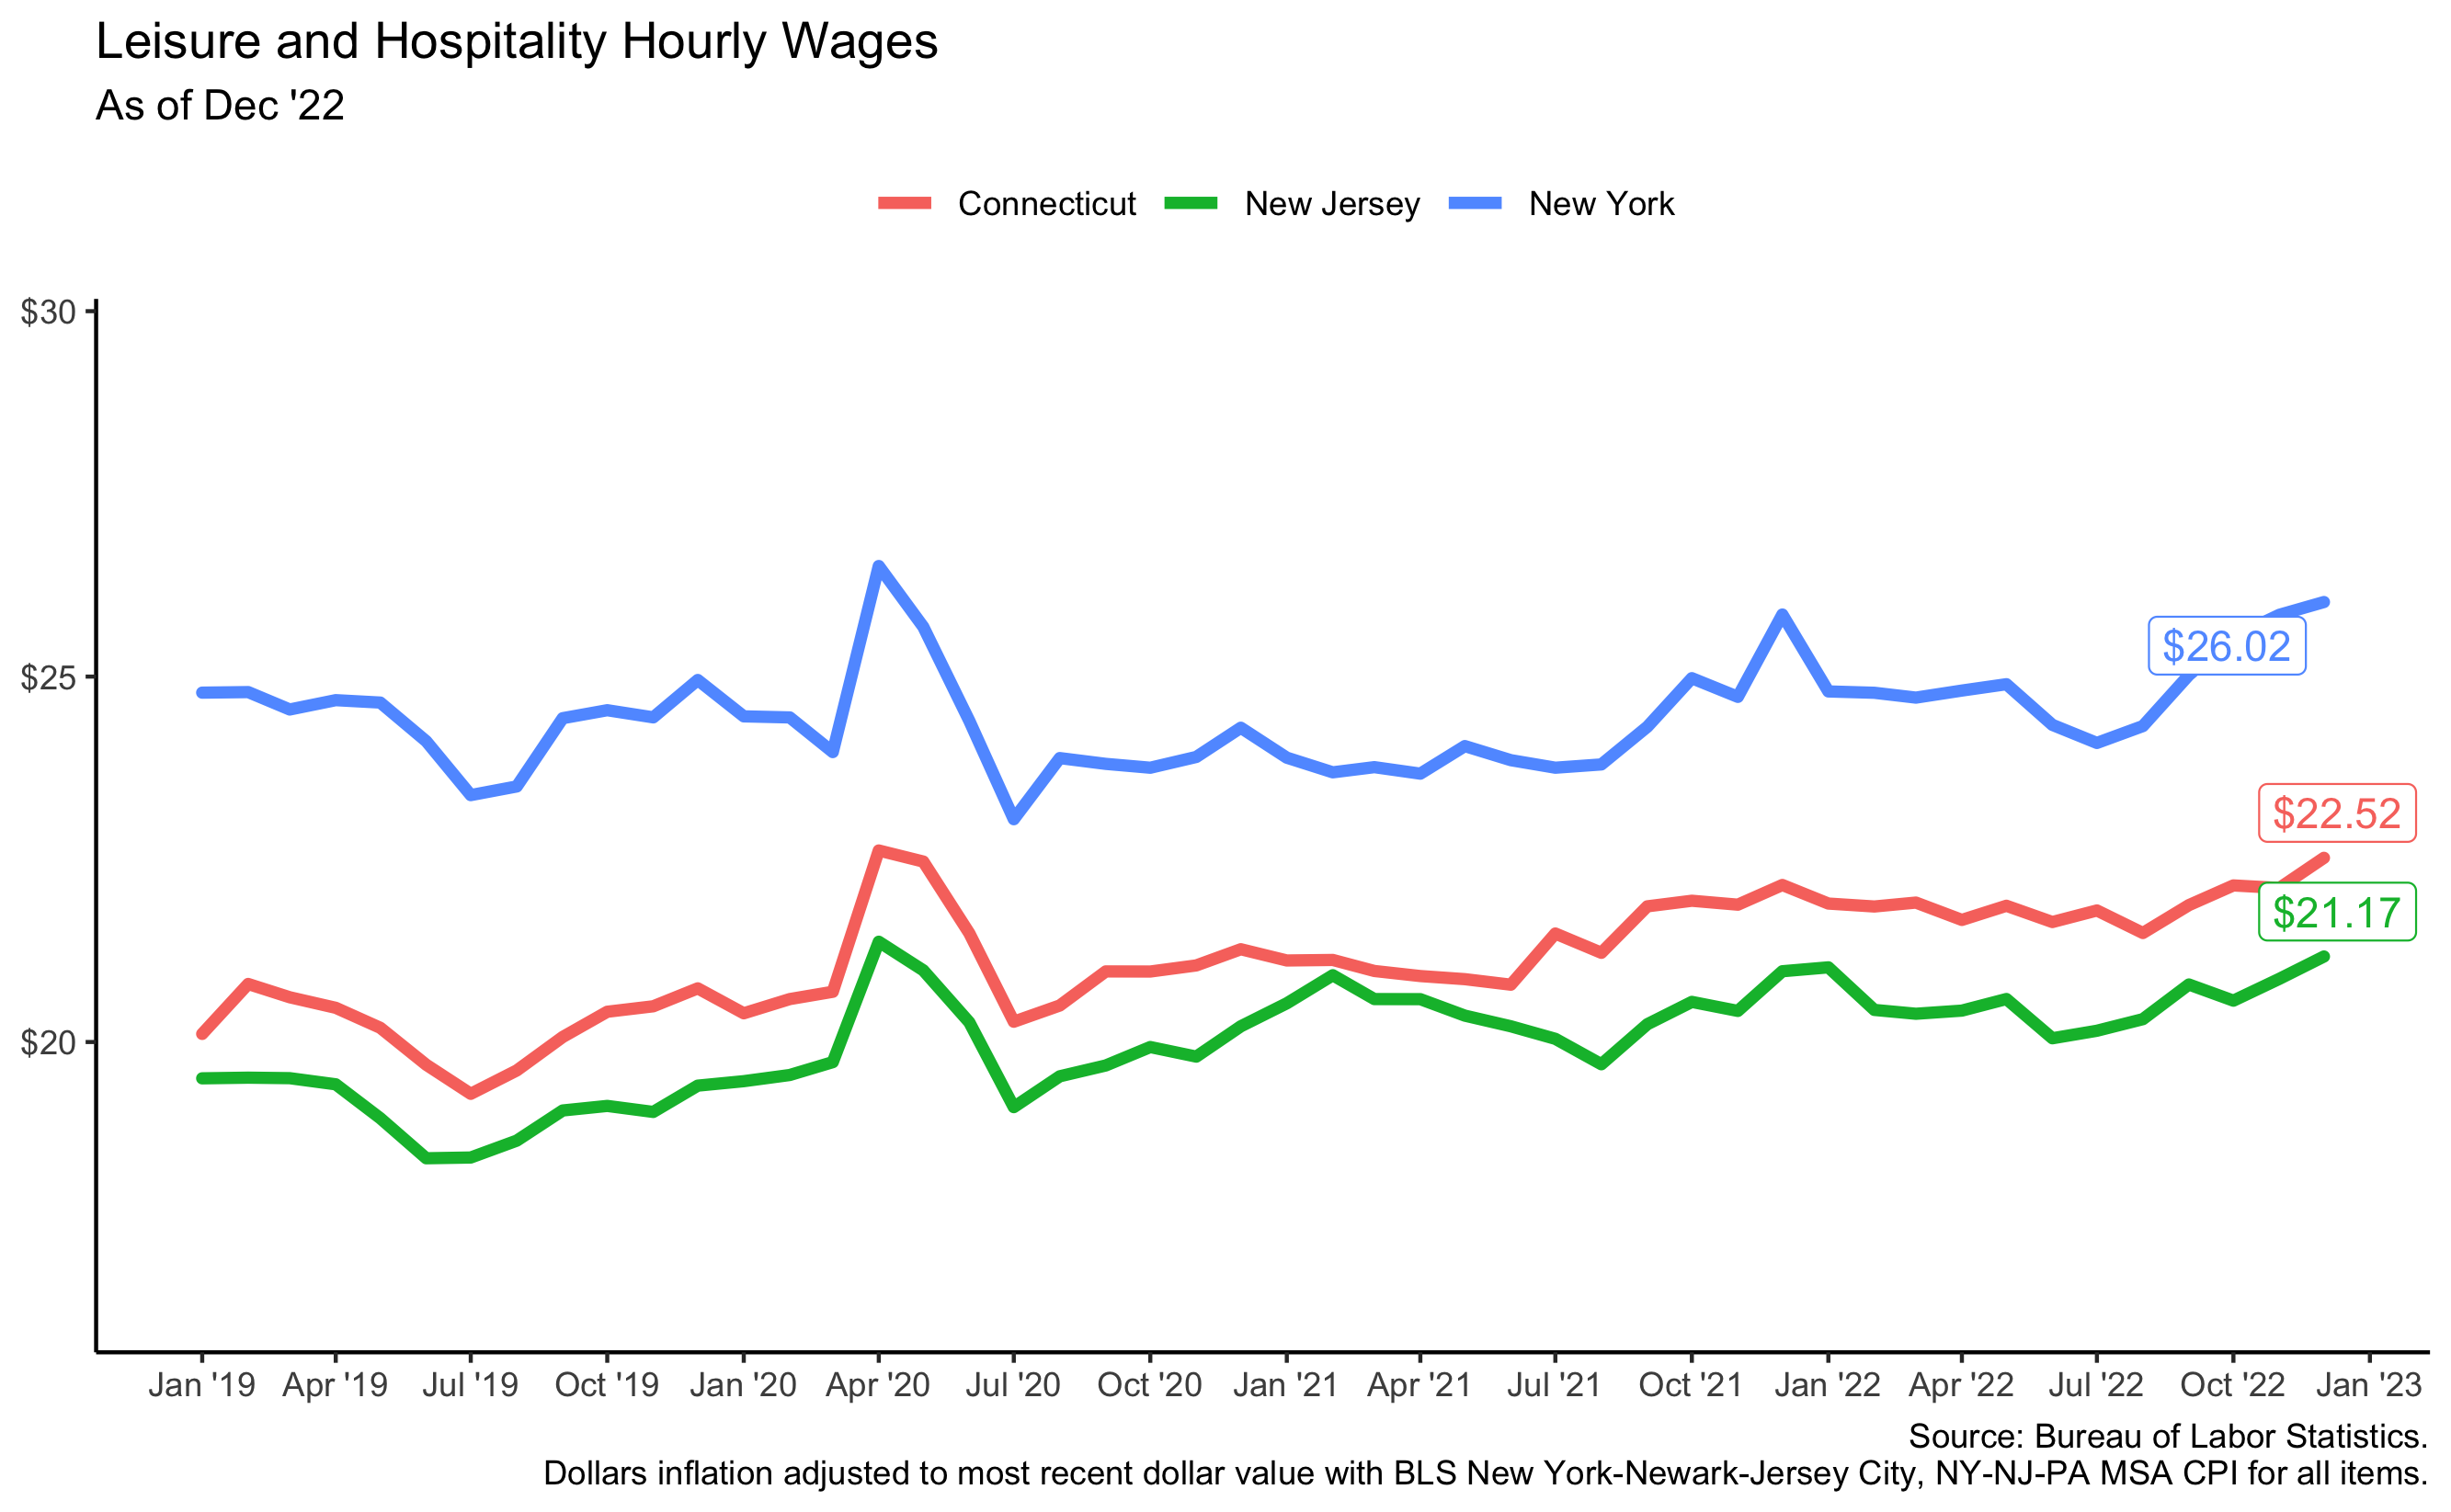 Leisure and Hospitality Hourly Wages
As of Dec '22
Connecticut New Jersey New York
$30
$25
$20
$26.02
$22.52
$21.17
Jan '19 Apr '19 Jul '19 Oct '19 Jan '20 Apr '20 Jul '20 Oct '20 Jan '21 Apr '21 Jul '21 Oct '21 Jan '22 Apr '22 Jul '22 Oct '22 Jan '23
Source: Bureau of Labor Statistics.
Dollars inflation adjusted to most recent dollar value with BLS New York-Newark-Jersey City, NY-NJ-PA MSA CPI for all items.